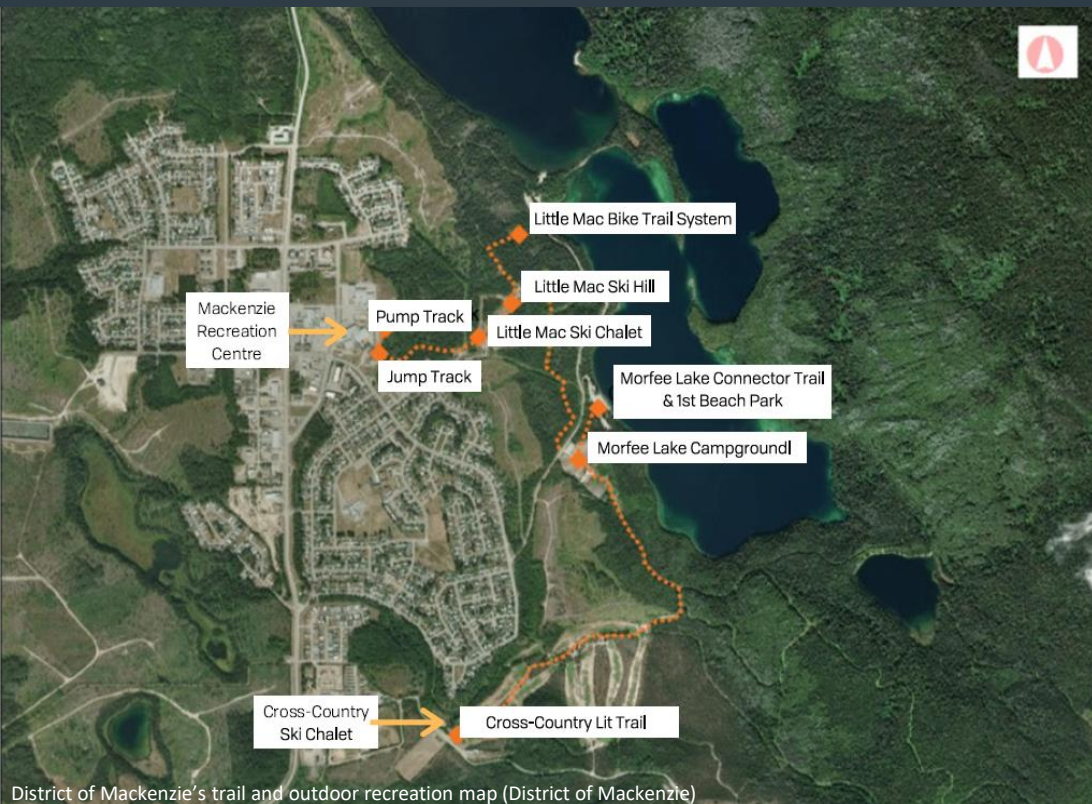 Little Mac Bike Trail System
Little Mac Ski Hill
Mackenzie
Recreation
Centre
Pump Track
Little Mac Ski Chalet
Jump Track
Morfee Lake Connector Trail
& 1st Beach Park
Morfee Lake Campgroundl
Cross-Country
Ski Chalet
Cross-Country Lit Trail
District of Mackenzie's trail and outdoor recreation map (District of Mackenzie)